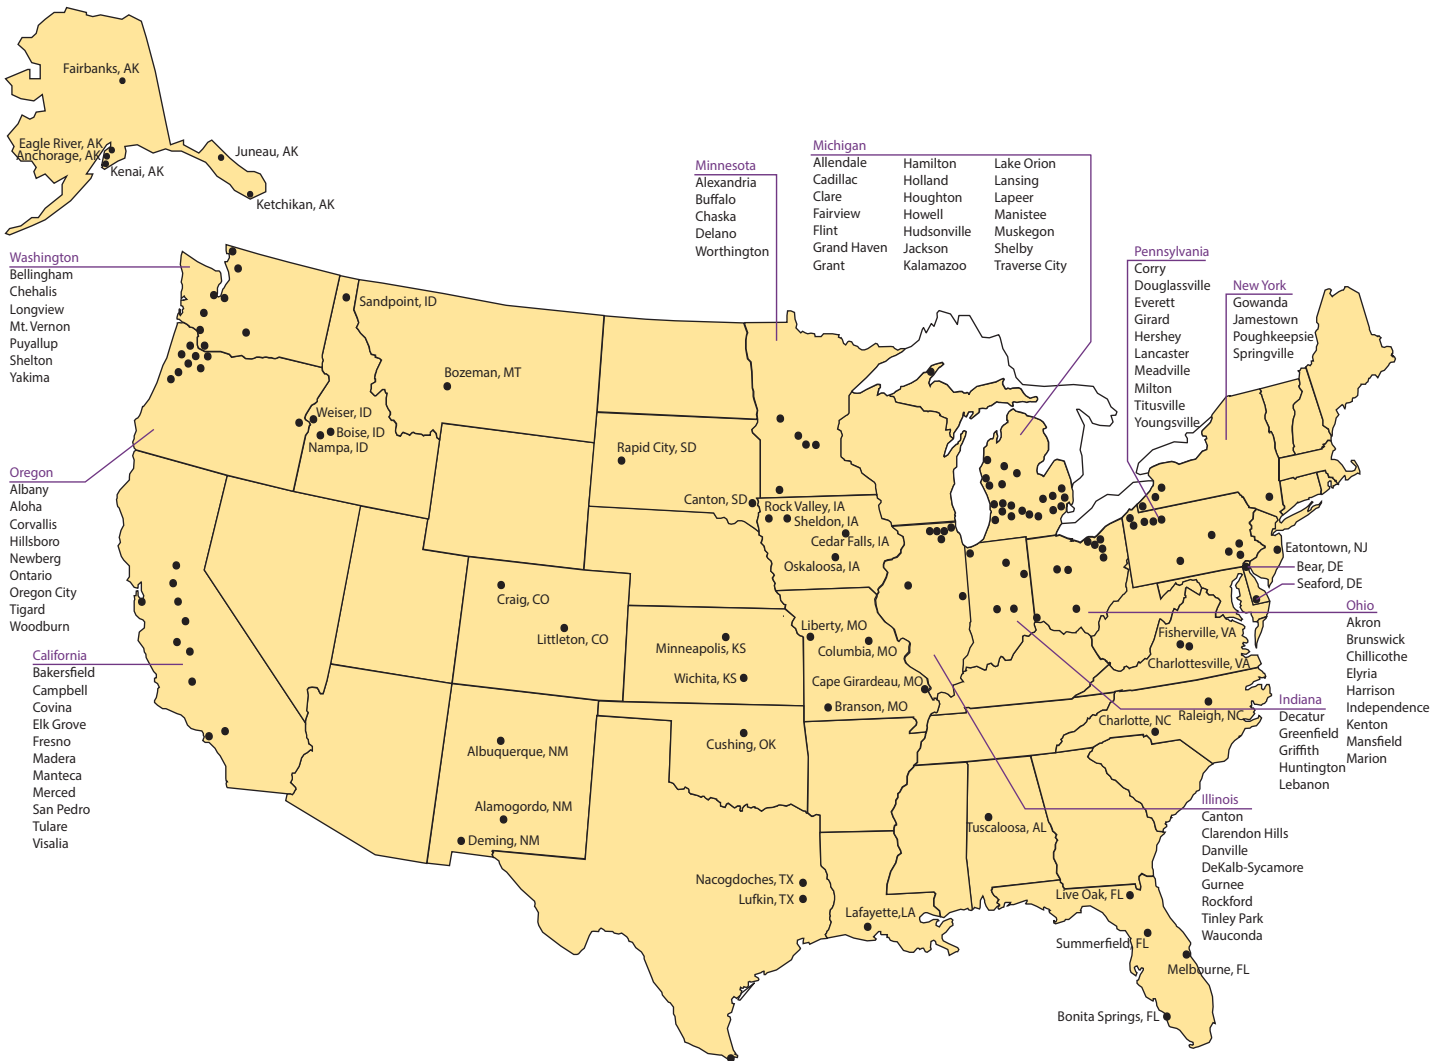 Fairbanks, AK
Eagle River, AK
Anchorage, AK
Kenai, AK
Juneau, AK
Ketchikan, AK
Washington
Bellingham
Chehalis
Longview
Mt. Vernon
Puyallup
Shelton
Yakima
Oregon
Albany
Aloha
Corvallis
Hillsboro
Newberg
Ontario
Oregon City
Tigard
Woodburn
California
Bakersfield
Campbell
Covina
Elk Grove
Fresno
Madera
Manteca
Merced
San Pedro
Tulare
Visalia
Sandpoint, ID
Weiser, ID
Boise, ID
Nampa, ID
Bozeman, MT
Rapid City, SD
Canton, SD
Craig, CO
Littleton, CO
Albuquerque, NM
Alamogordo, NM
Deming, NM
Minneapolis, KS
Wichita, KS
Cushing, OK
Nacogdoches, TX
Lufkin, TX
Lafayette,LA
Minnesota
Alexandria
Buffalo
Chaska
Delano
Worthington
Rock Valley, IA
Sheldon, IA
Cedar Falls, IA
Oskaloosa, IA
Liberty, MO
Columbia, MO
Cape Girardeau, MO
Branson, MO
Michigan
Allendale
Cadillac
Clare
Fairview
Flint
Grand Haven
Grant
Hamilton
Holland
Houghton
Howell
Hudsonville
Jackson
Kalamazoo
Lake Orion
Lansing
Lapeer
Manistee
Muskegon
Shelby
Traverse City
Pennsylvania
Corry
Douglassville
Everett
Girard
Hershey
Lancaster
Meadville
Milton
Titusville
Youngsville
New York
Gowanda
Jamestown
Poughkeepsie
Springville
Eatontown, NJ
Bear, DE
Seaford, DE
Ohio
Akron
Brunswick
Chillicothe
Elyria
Harrison
Independence
Kenton
Mansfield
Marion
Fisherville, VA
Charlottesville, VA
Raleigh, NC
Charlotte, NC
Indiana
Decatur
Greenfield
Griffith
Huntington
Lebanon
Illinois
Canton
Clarendon Hills
Danville
DeKalb-Sycamore
Gurnee
Rockford
Tinley Park
Wauconda
Tuscaloosa, AL
Live Oak, FL
Summerfield, FL
Melbourne, FL
Bonita Springs, FL